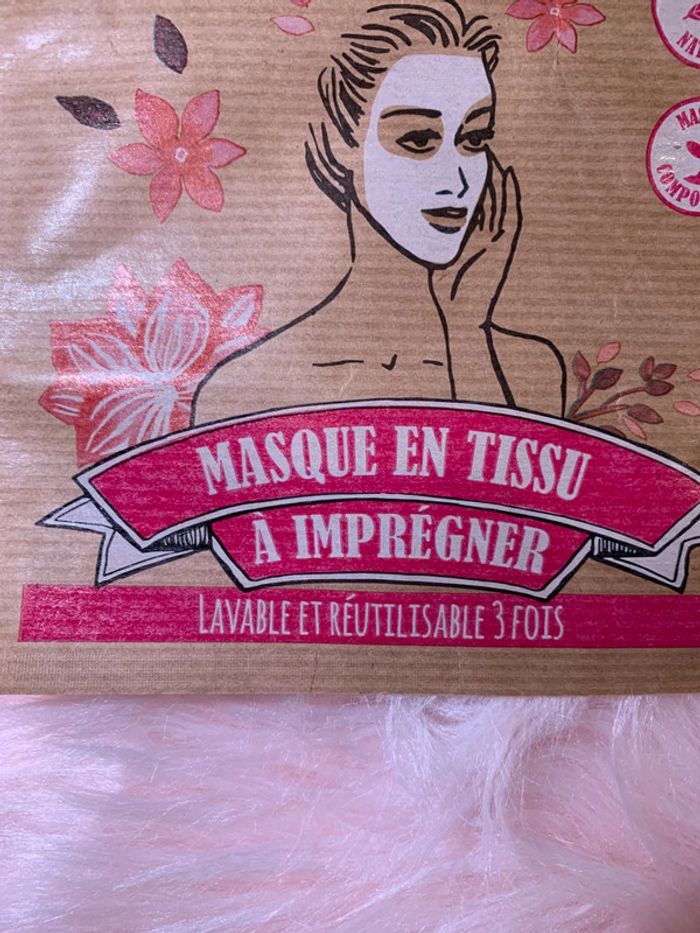 MASQUE EN TISSU
À IMPRÉGNER
LAVABLE ET RÉUTILISABLE 3 FOIS